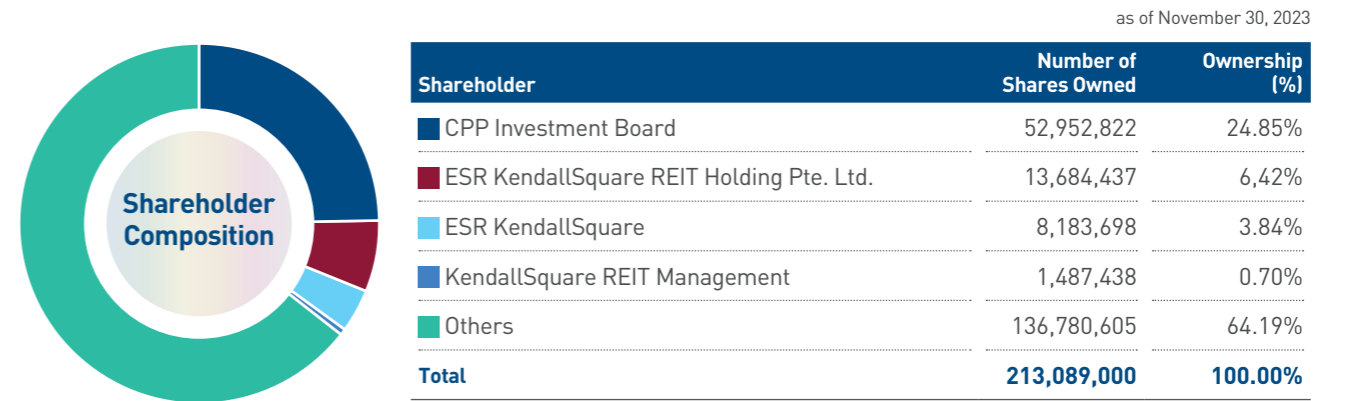 as of November 30, 2023
Shareholder
Composition
Shareholder Number of Shares Owned Ownership (%)
CPP Investment Board 52,952,822 24.85%
ESR KendallSquare REIT Holding Pte. Ltd. 13,684,437 6,42%
ESR KendallSquare 8,183,698 3.84%
KendallSquare REIT Management 1,487,438 0.70%
Others 136,780,605 64.19%
Total 213,089,000 100.00%